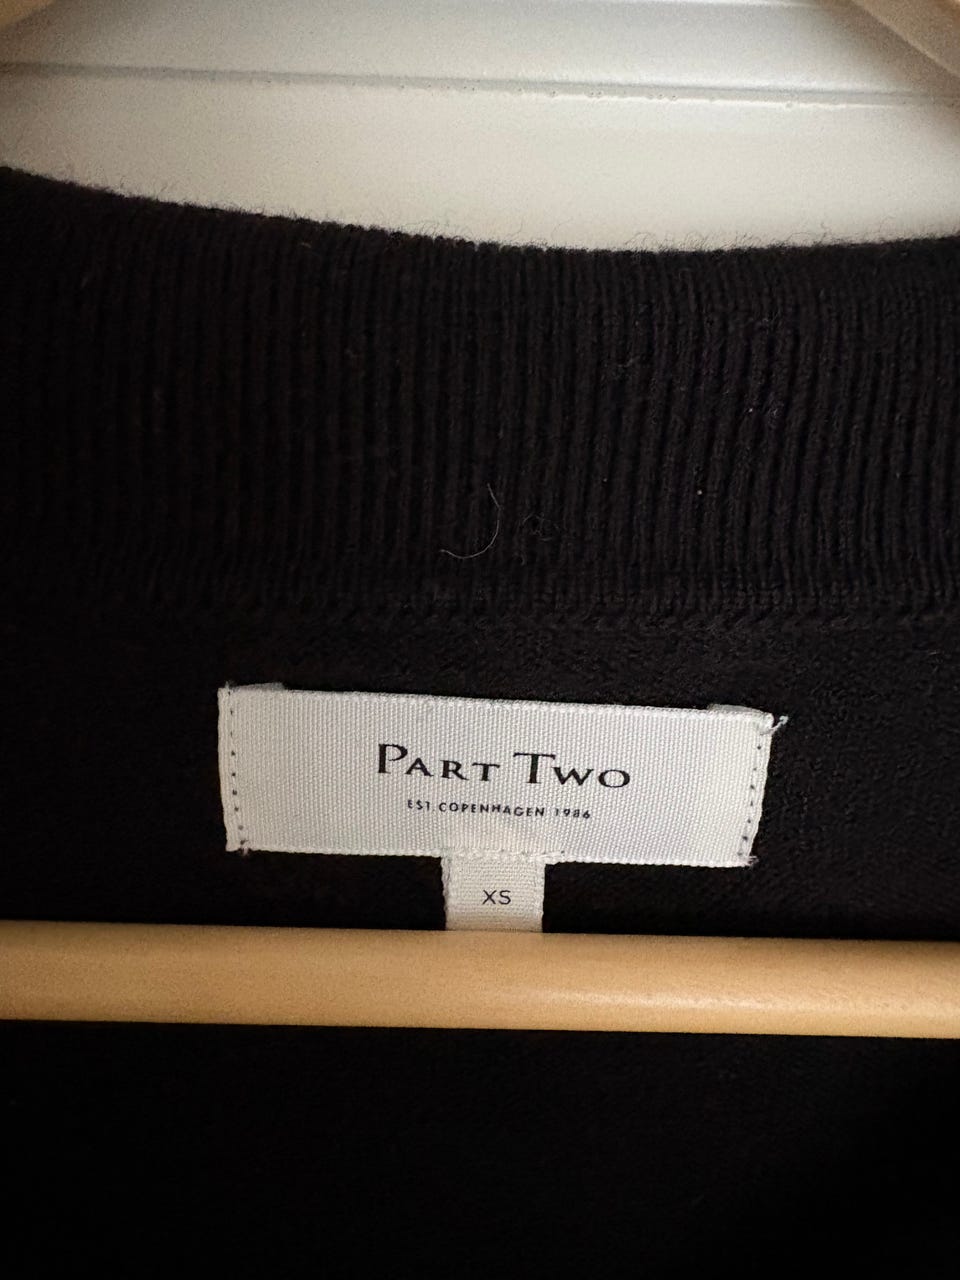 PART TWO
EST. COPENHAGEN 1986
XS